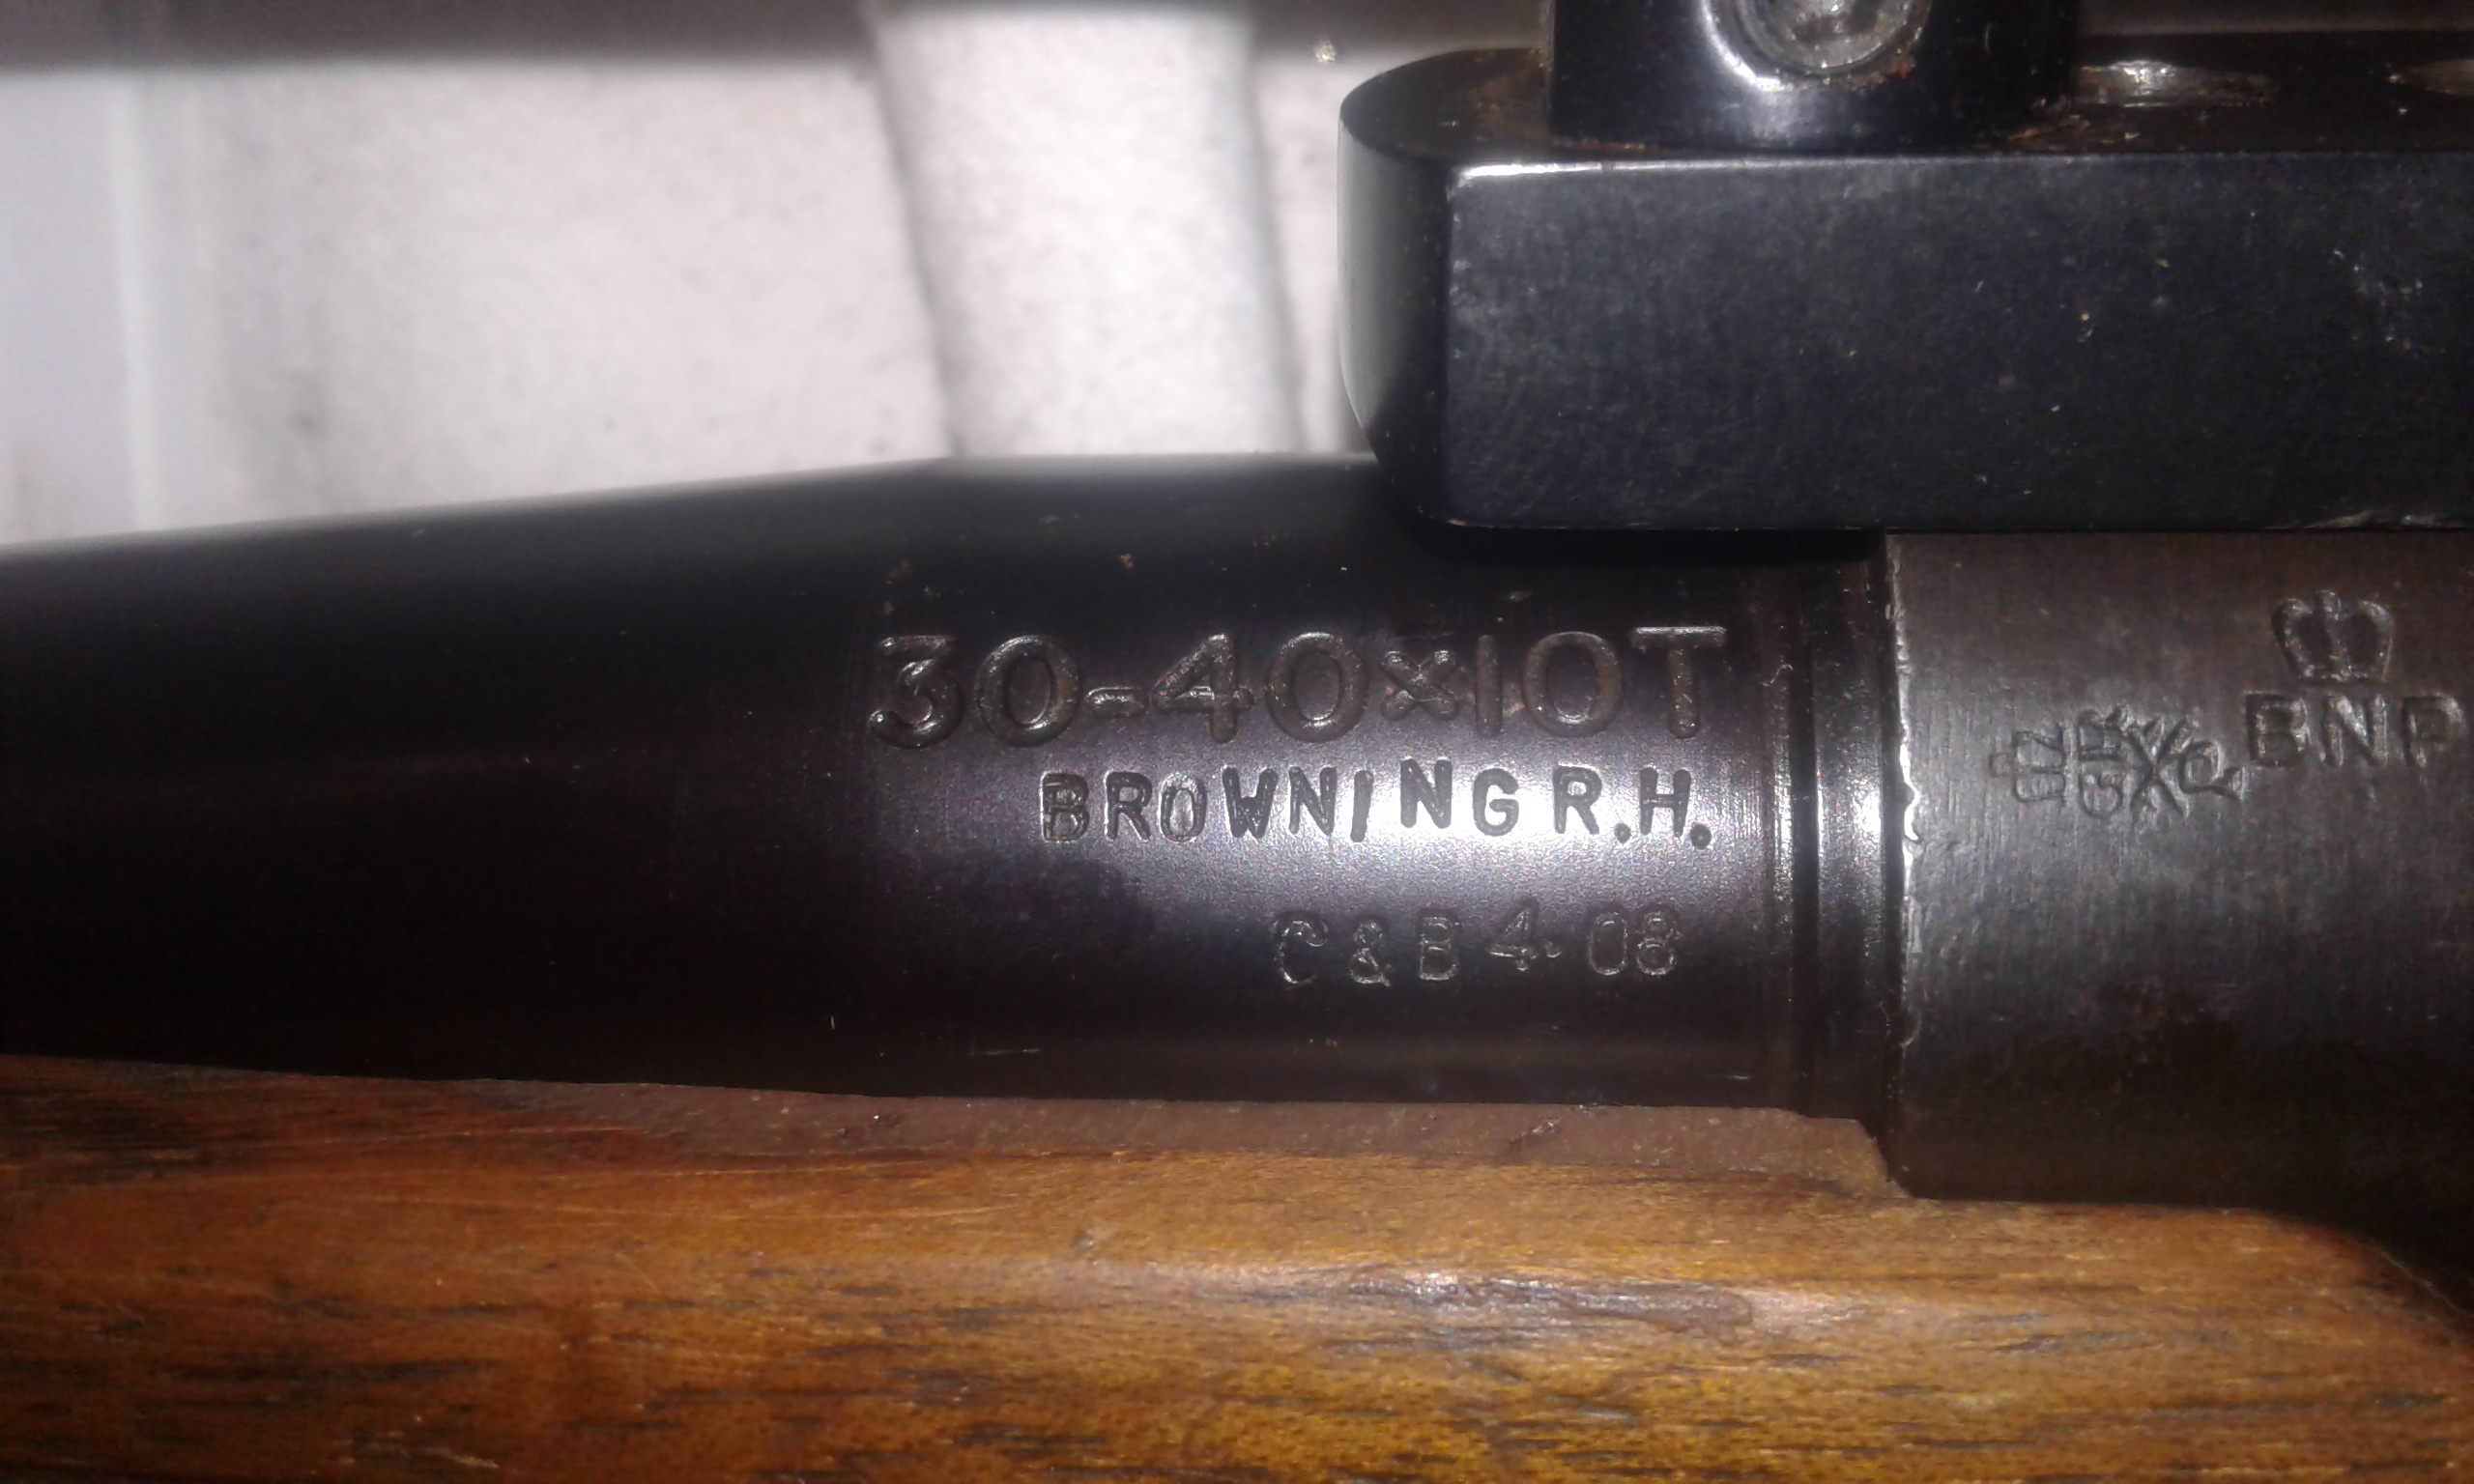 30-40x10T
BROWNING R.H.
C & B 4.08
BNP